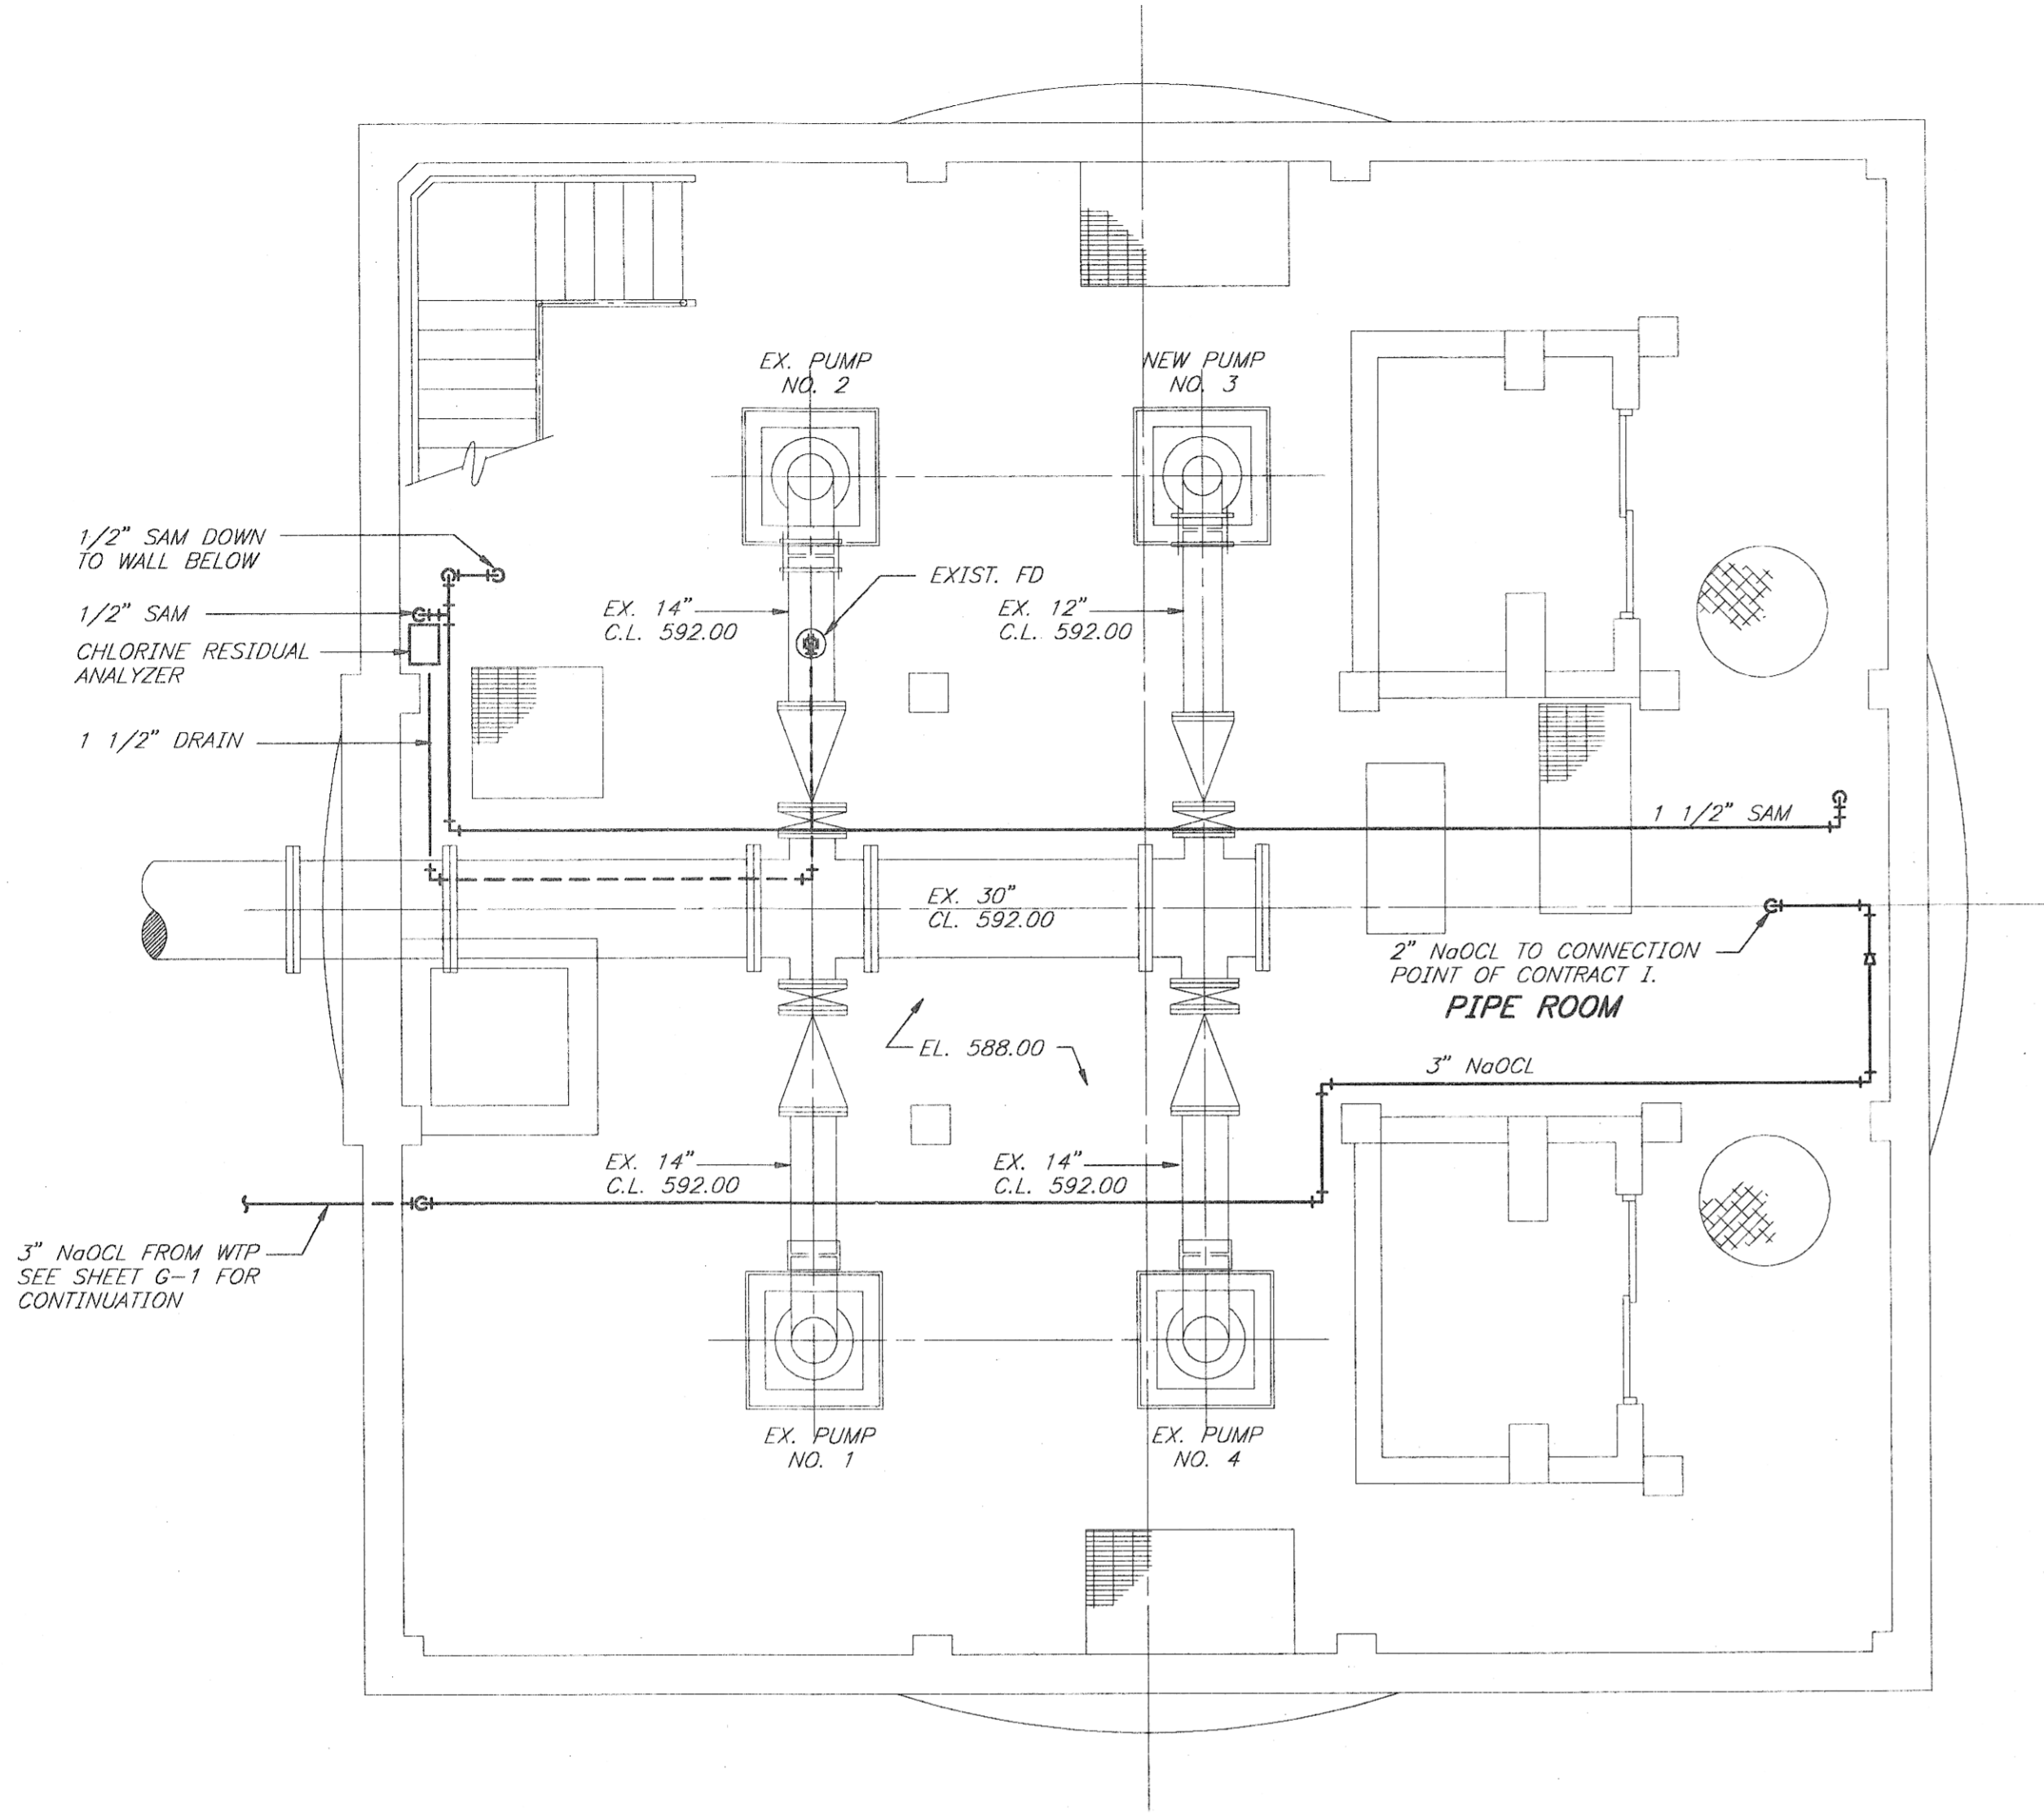 EX. PUMP
NO. 2
NEW PUMP
NO. 3
1/2" SAM DOWN
TO WALL BELOW
EXIST. FD
1/2" SAM
EX. 14"
C.L. 592.00
EX. 12"
C.L. 592.00
CHLORINE RESIDUAL
ANALYZER
1 1/2" DRAIN
1 1/2" SAM
EX. 30"
CL. 592.00
2" NaOCL TO CONNECTION
POINT OF CONTRACT I.
PIPE ROOM
EL. 588.00
3" NaOCL
EX. 14"
C.L. 592.00
EX. 14"
C.L. 592.00
3" NaOCL FROM WTP
SEE SHEET G-1 FOR
CONTINUATION
EX. PUMP
NO. 1
EX. PUMP
NO. 4